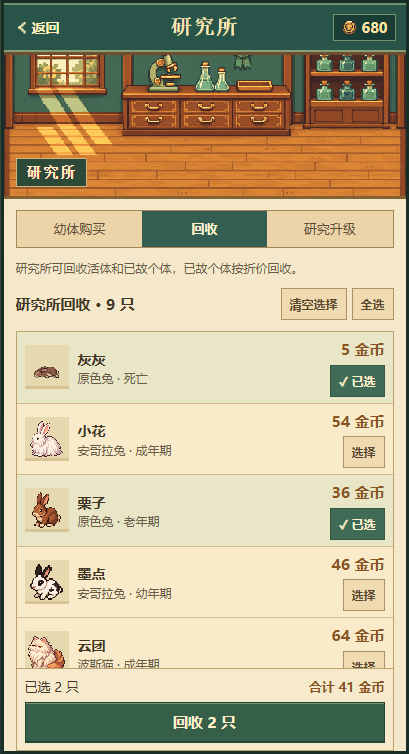 返回
研究所
680
研究所
幼体购买
回收
研究升级
研究所可回收活体和已故个体，已故个体按折价回收。
研究所回收 · 9 只
清空选择
全选
灰灰
原色兔 · 死亡
5 金币
✓ 已选
小花
安哥拉兔 · 成年期
54 金币
选择
栗子
原色兔 · 老年期
36 金币
✓ 已选
墨点
安哥拉兔 · 幼年期
46 金币
选择
云团
波斯猫 · 成年期
64 金币
选择
已选 2 只
合计 41 金币
回收 2 只